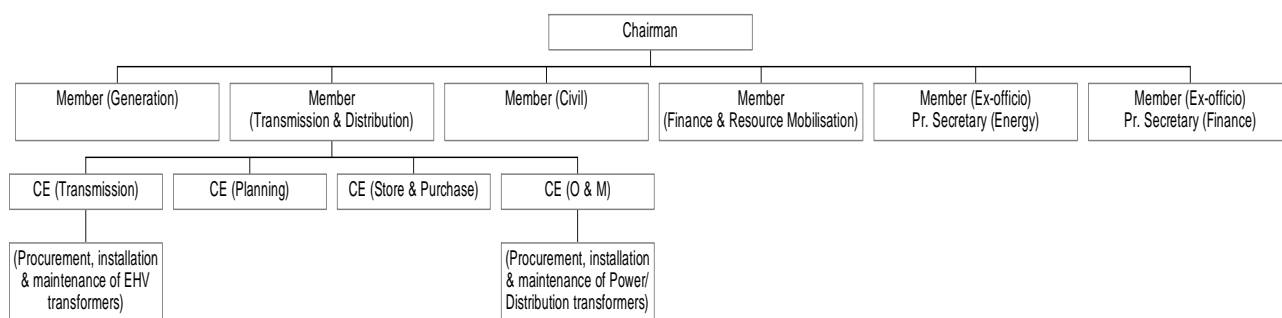 Chairman
Member (Generation)
Member
(Transmission & Distribution)
Member (Civil)
Member
(Finance & Resource Mobilisation)
Member (Ex-officio)
Pr. Secretary (Energy)
Member (Ex-officio)
Pr. Secretary (Finance)
CE (Transmission)
CE (Planning)
CE (Store & Purchase)
CE (O & M)
(Procurement, installation
& maintenance of EHV
transformers)
(Procurement, installation
& maintenance of Power/
Distribution transformers)